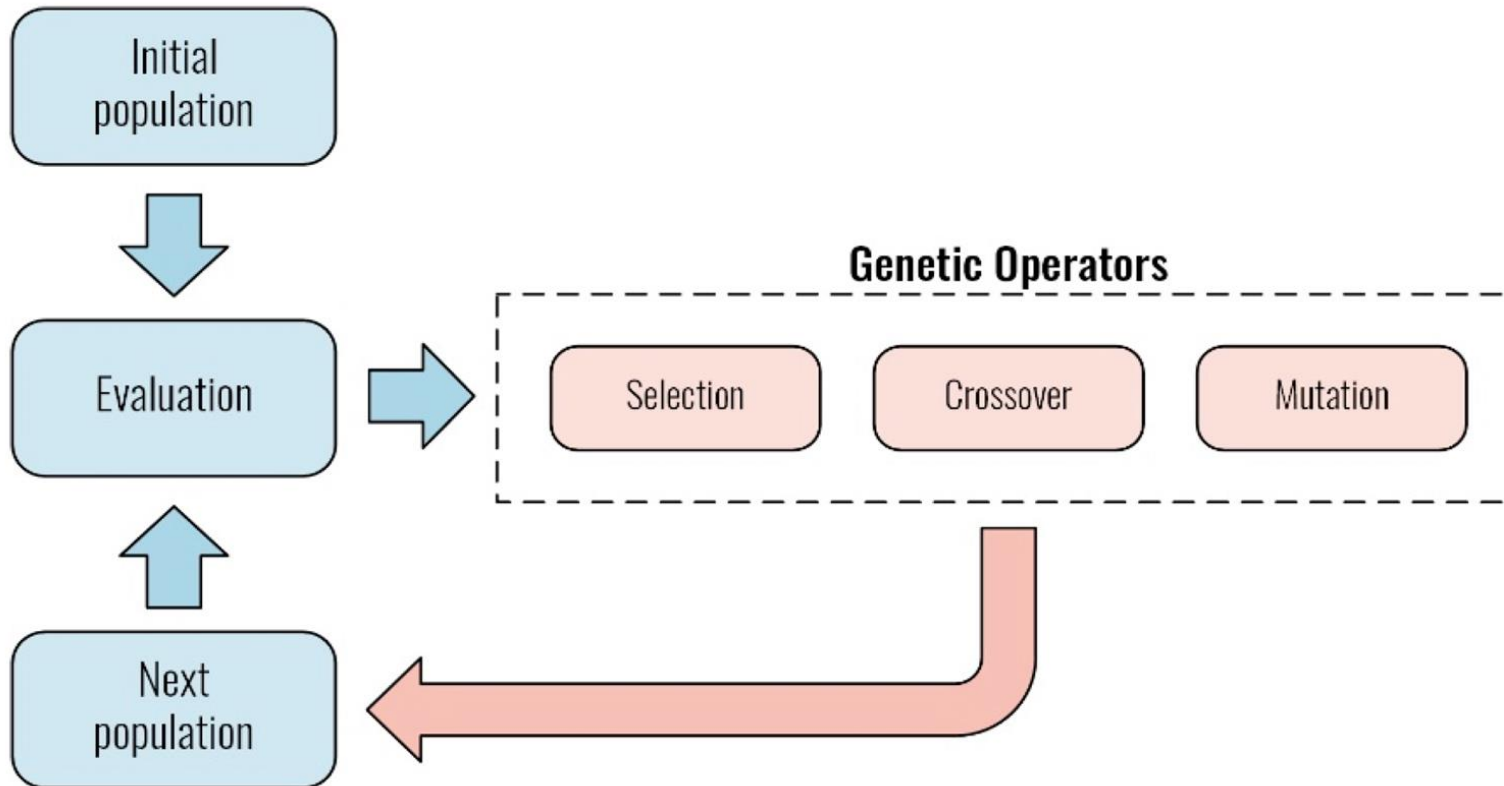 Initial
population
Genetic Operators
Evaluation
Selection
Crossover
Mutation
Next
population